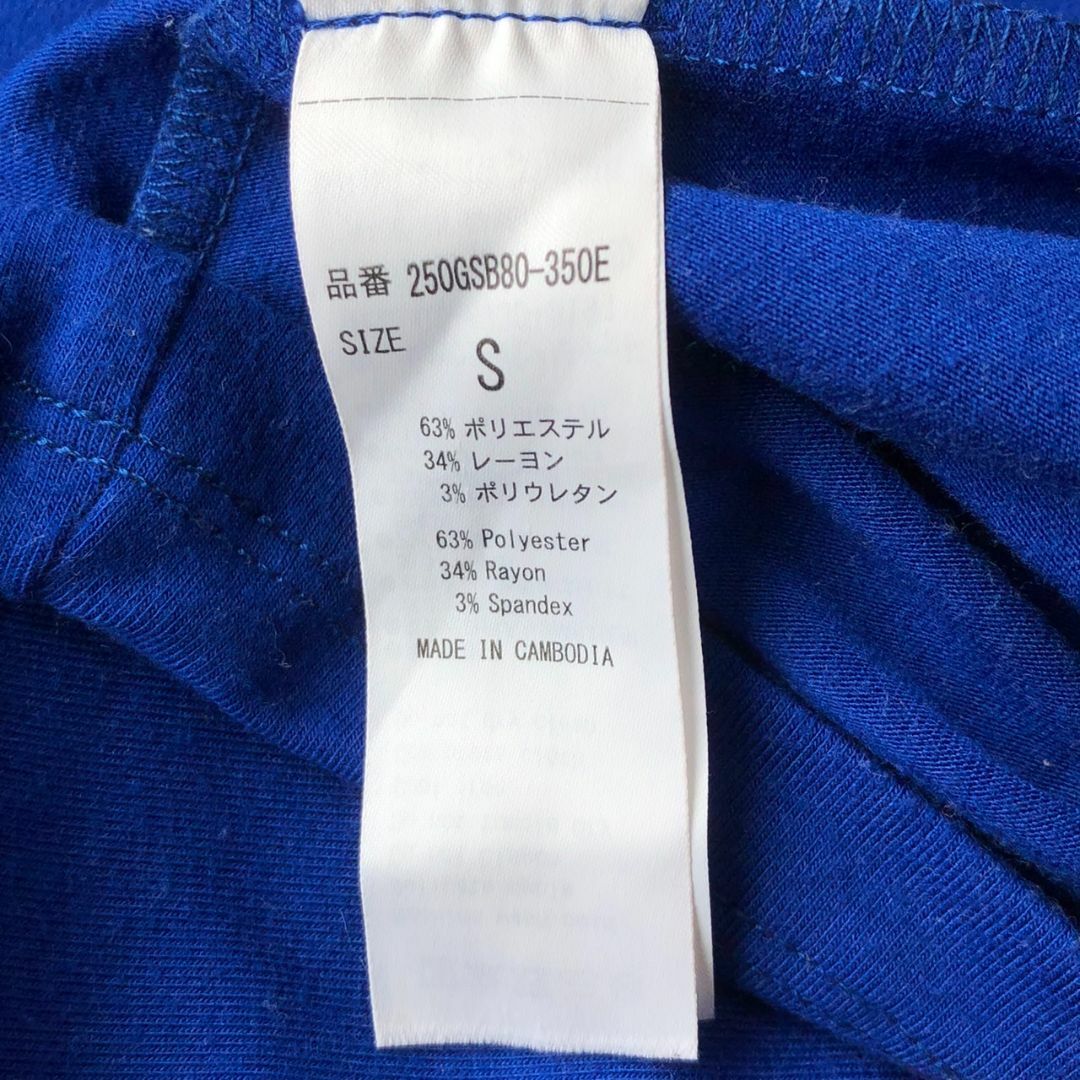 品番 250GSB80-350E
SIZE S
63% ポリエステル
34% レーヨン
3% ポリウレタン
63% Polyester
34% Rayon
3% Spandex
MADE IN CAMBODIA